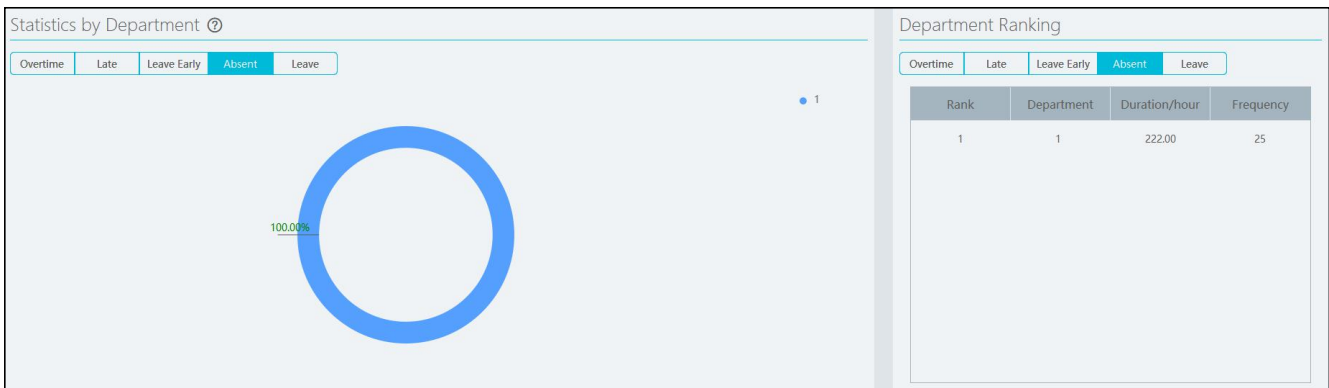 Statistics by Department ?
Overtime Late Leave Early Absent Leave
1
100.00%
Department Ranking
Overtime Late Leave Early Absent Leave
Rank Department Duration/hour Frequency
1 1 222.00 25